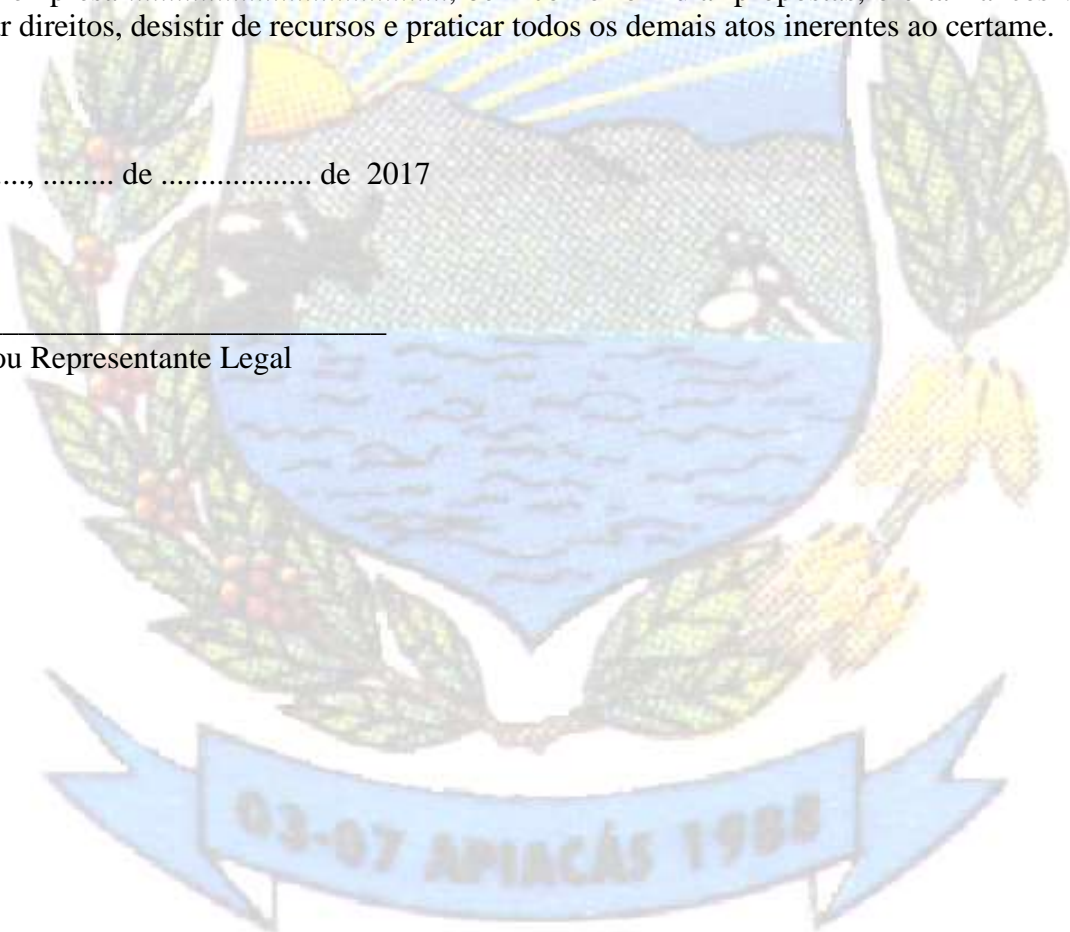 r direitos, desistir de recursos e praticar todos os demais atos inerentes ao certame.
...., ......... de ................... de 2017
ou Representante Legal
03-07 APIACÁS 1988